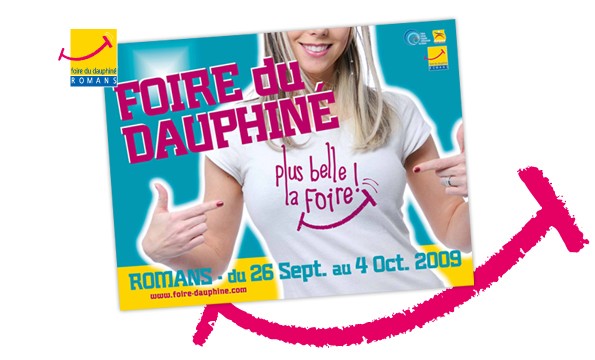 foire du dauphiné
ROMANS
FOIRE du
DAUPHINÉ
plus belle
la Foire !
ROMANS - du 26 Sept. au 4 Oct. 2009
www.foire-dauphine.com